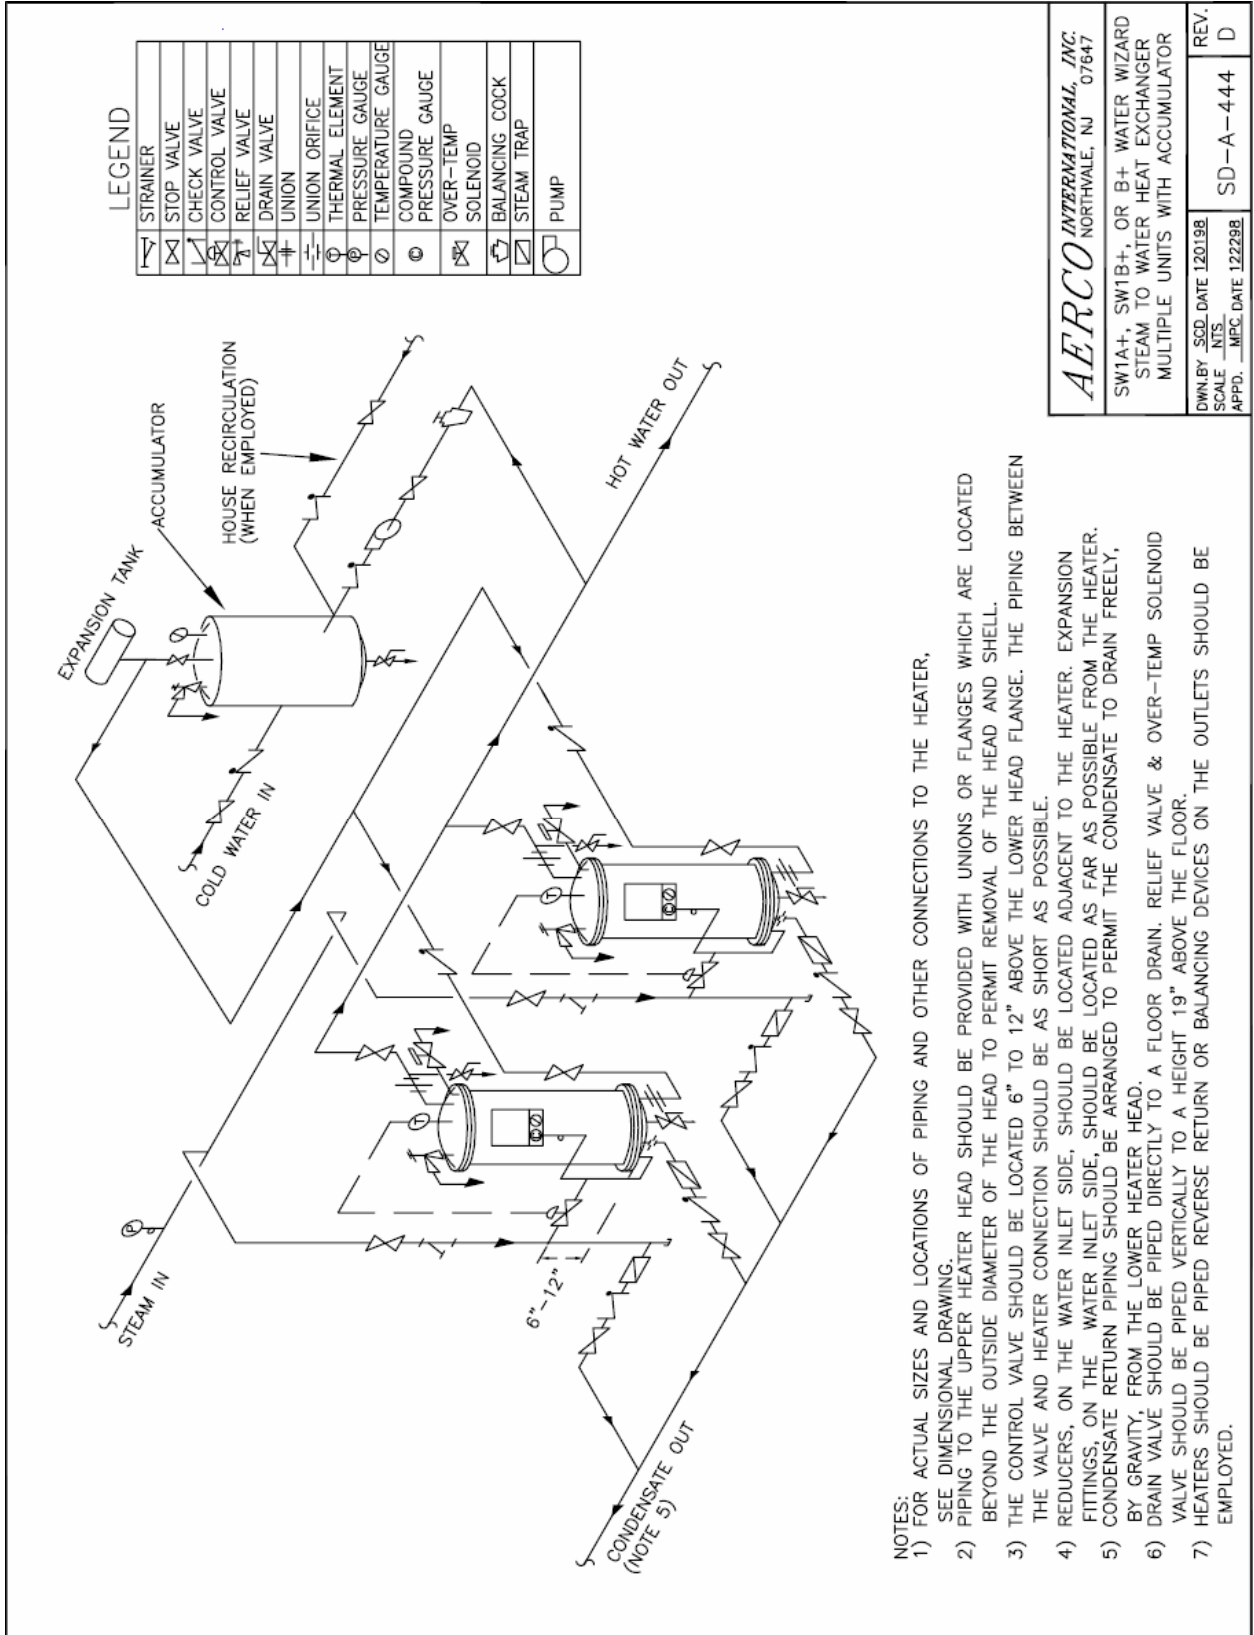 LEGEND
STRAINER
STOP VALVE
CHECK VALVE
CONTROL VALVE
RELIEF VALVE
DRAIN VALVE
UNION
UNION ORIFICE
T THERMAL ELEMENT
P PRESSURE GAUGE
TEMPERATURE GAUGE
C COMPOUND
PRESSURE GAUGE
OVER-TEMP
SOLENOID
BALANCING COCK
STEAM TRAP
PUMP
EXPANSION TANK
ACCUMULATOR
HOUSE RECIRCULATION
(WHEN EMPLOYED)
COLD WATER IN
HOT WATER OUT
STEAM IN
P
T
T
C
C
6"-12"
CONDENSATE OUT
(NOTE 5)
NOTES:
1) FOR ACTUAL SIZES AND LOCATIONS OF PIPING AND OTHER CONNECTIONS TO THE HEATER,
SEE DIMENSIONAL DRAWING.
2) PIPING TO THE UPPER HEATER HEAD SHOULD BE PROVIDED WITH UNIONS OR FLANGES WHICH ARE LOCATED
BEYOND THE OUTSIDE DIAMETER OF THE HEAD TO PERMIT REMOVAL OF THE HEAD AND SHELL.
3) THE CONTROL VALVE SHOULD BE LOCATED 6" TO 12" ABOVE THE LOWER HEAD FLANGE. THE PIPING BETWEEN
THE VALVE AND HEATER CONNECTION SHOULD BE AS SHORT AS POSSIBLE.
4) REDUCERS, ON THE WATER INLET SIDE, SHOULD BE LOCATED ADJACENT TO THE HEATER. EXPANSION
FITTINGS, ON THE WATER INLET SIDE, SHOULD BE LOCATED AS FAR AS POSSIBLE FROM THE HEATER.
5) CONDENSATE RETURN PIPING SHOULD BE ARRANGED TO PERMIT THE CONDENSATE TO DRAIN FREELY,
BY GRAVITY, FROM THE LOWER HEATER HEAD.
6) DRAIN VALVE SHOULD BE PIPED DIRECTLY TO A FLOOR DRAIN. RELIEF VALVE & OVER-TEMP SOLENOID
VALVE SHOULD BE PIPED VERTICALLY TO A HEIGHT 19" ABOVE THE FLOOR.
7) HEATERS SHOULD BE PIPED REVERSE RETURN OR BALANCING DEVICES ON THE OUTLETS SHOULD BE
EMPLOYED.
AERCO INTERNATIONAL, INC.
NORTHVALE, NJ 07647
SW1A+, SW1B+, OR B+ WATER WIZARD
STEAM TO WATER HEAT EXCHANGER
MULTIPLE UNITS WITH ACCUMULATOR
DWN.BY SCD DATE 120198
SCALE NTS
APPD. MPC DATE 122298
SD-A-444
REV.
D